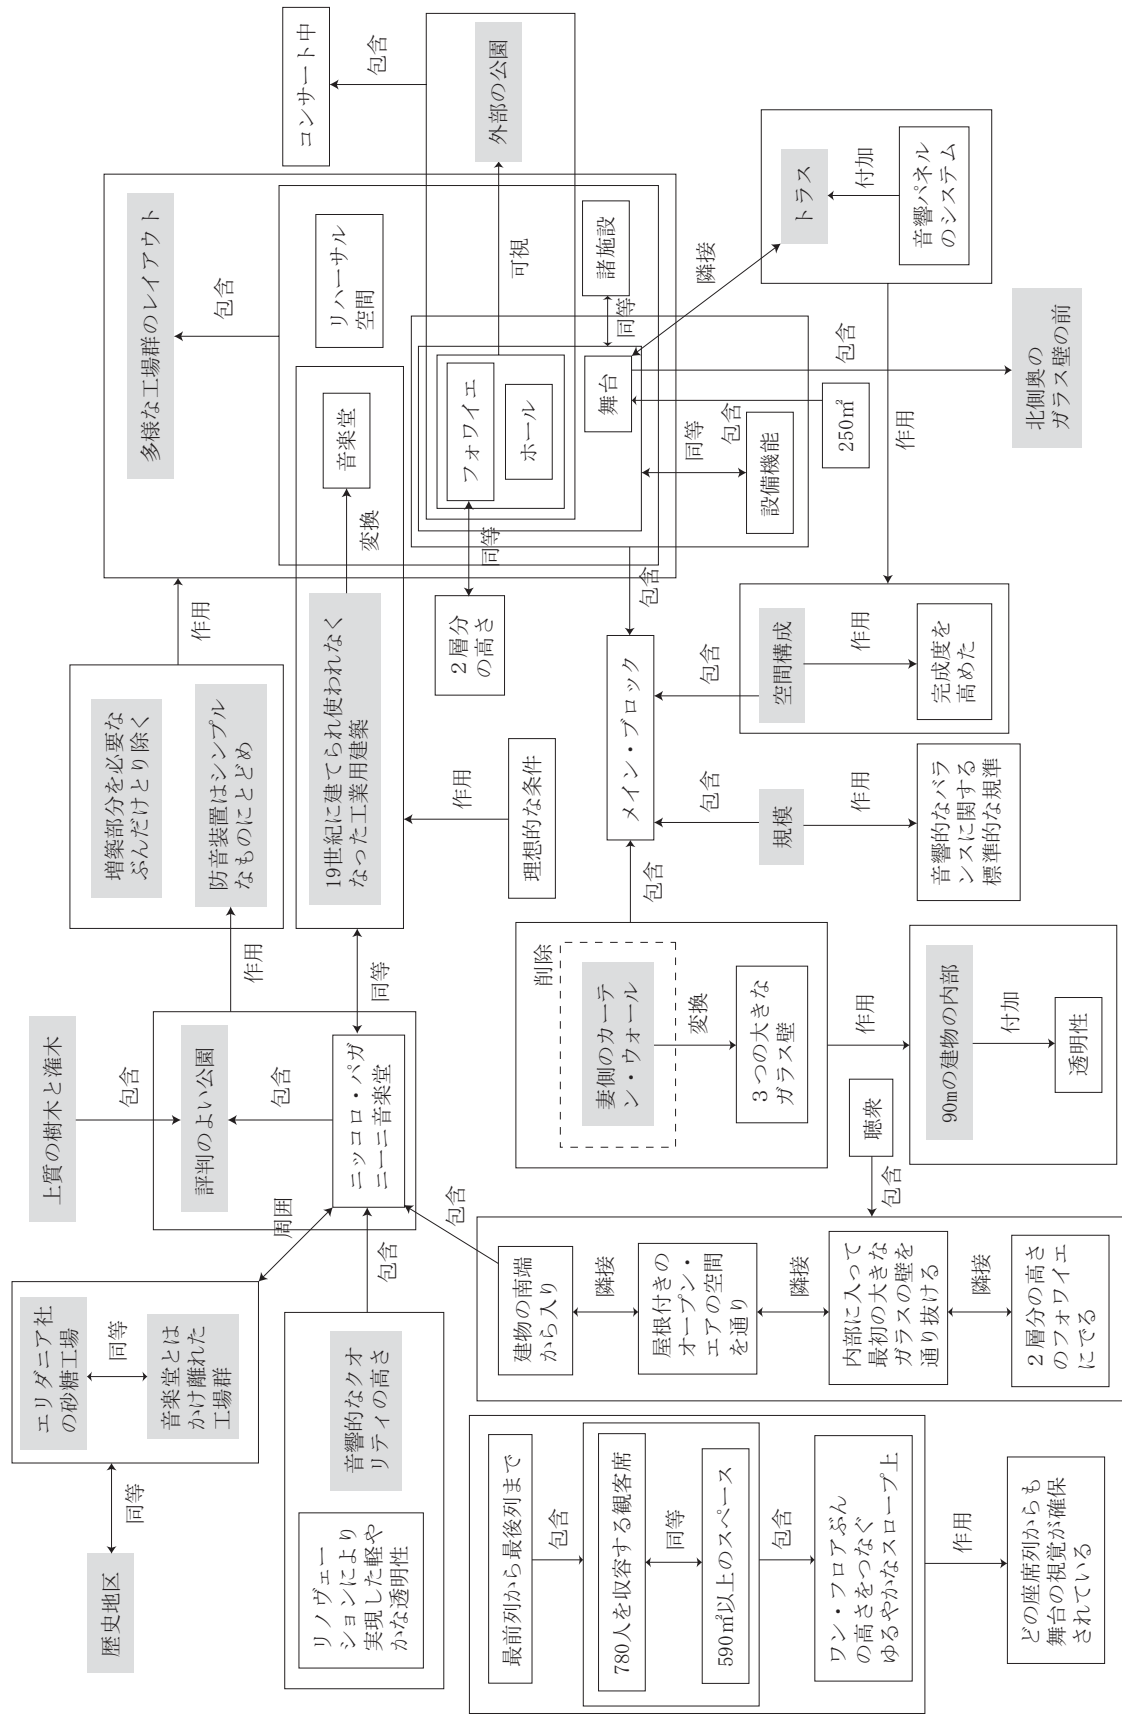 歴史地区
同等
エリダニア社
の砂糖工場
同等
音楽堂とは
かけ離れた
工場群
周囲
上質の樹木と潅木
包含
評判のよい公園
包含
ニッコロ・パガ
ニーニ音楽堂
作用
同等
リノヴェー
ションにより
実現した軽や
かな透明性
音響的なクオ
リティの高さ
包含
増築部分を必要な
ぶんだけとり除く
防音装置はシンプル
なものにとどめ
作用
19世紀に建てられ使われなく
なった工業用建築
変換
音楽堂
作用
理想的な条件
多様な工場群のレイアウト
包含
リハーサル
空間
コンサート中
包含
外部の公園
可視
フォワイエ
ホール
同等
2層分
の高さ
舞台
諸施設
同等
同等
設備機能
包含
250㎡
包含
北側奥の
ガラス壁の前
隣接
トラス
付加
音響パネル
のシステム
作用
包含
メイン・ブロック
包含
空間構成
作用
完成度を
高めた
包含
規模
作用
音響的なバラ
ンスに関する
標準的な規準
包含
削除
妻側のカーテ
ン・ウォール
変換
3つの大きな
ガラス壁
作用
90mの建物の内部
付加
透明性
聴衆
包含
包含
建物の南端
から入り
隣接
屋根付きの
オープン・
エアの空間
を通り
隣接
内部に入って
最初の大きな
ガラスの壁を
通り抜ける
隣接
2層分の高さ
のフォワイエ
にでる
最前列から最後列まで
包含
780人を収容する観客席
同等
590㎡以上のスペース
包含
ワン・フロアぶん
の高さをつなぐ
ゆるやかなスロープ上
作用
どの座席列からも
舞台の視覚が確保
されている